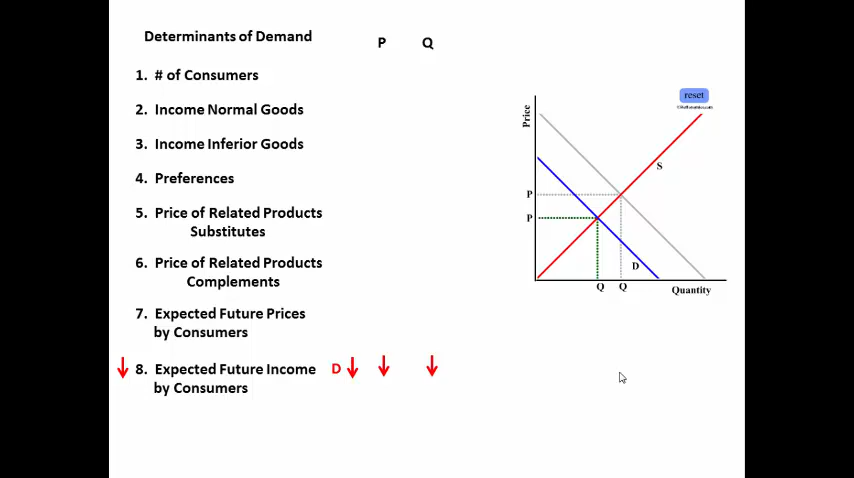 Determinants of Demand
P Q
1. # of Consumers
2. Income Normal Goods
3. Income Inferior Goods
4. Preferences
5. Price of Related Products
Substitutes
6. Price of Related Products
Complements
7. Expected Future Prices
by Consumers
8. Expected Future Income D
by Consumers
reset
Price
S
P
P
D
Q Q
Quantity